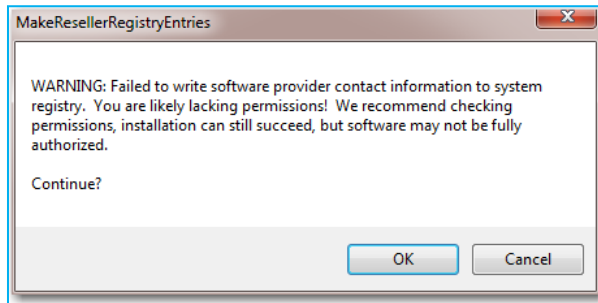 MakeResellerRegistryEntries
WARNING: Failed to write software provider contact information to system
registry.  You are likely lacking permissions!  We recommend checking
permissions, installation can still succeed, but software may not be fully
authorized.
Continue?
OK
Cancel